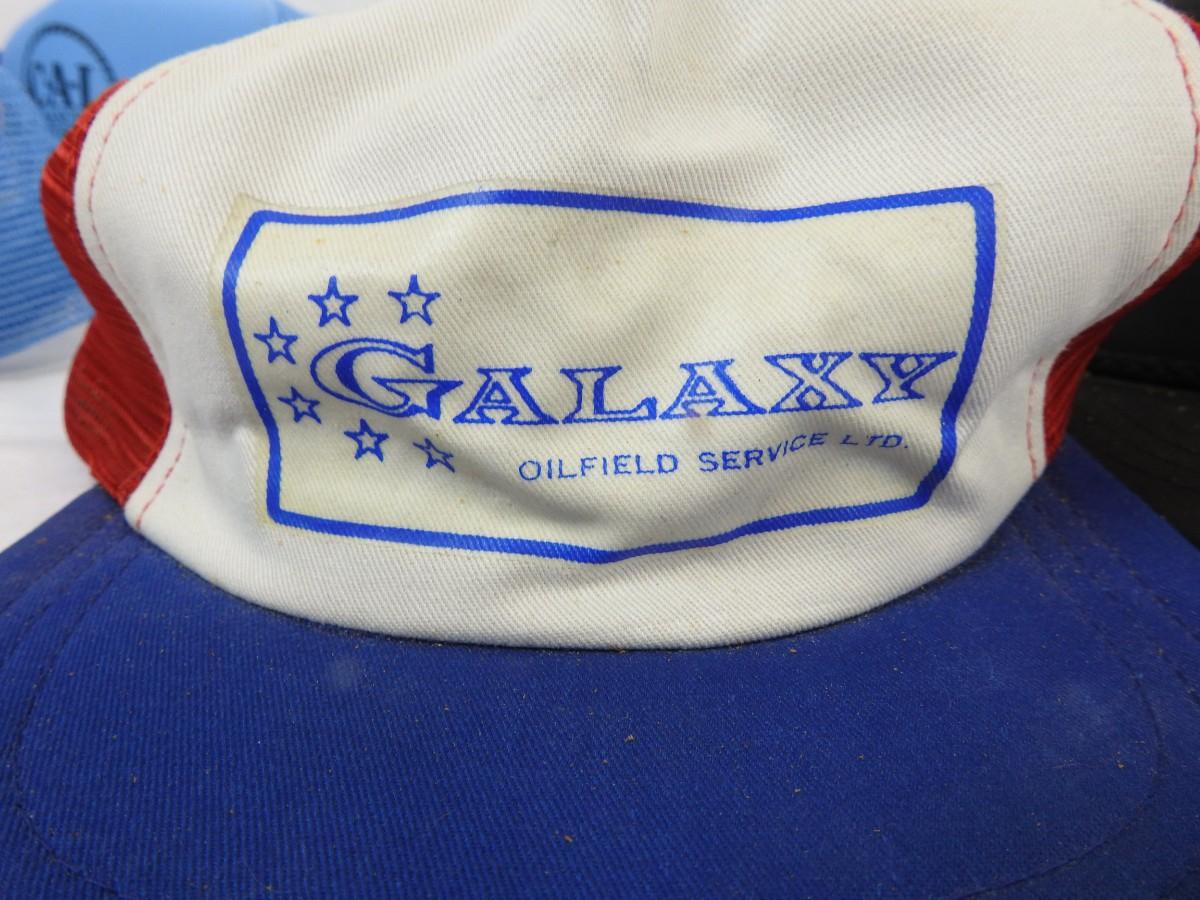 GALAXY
OILFIELD SERVICE LTD.